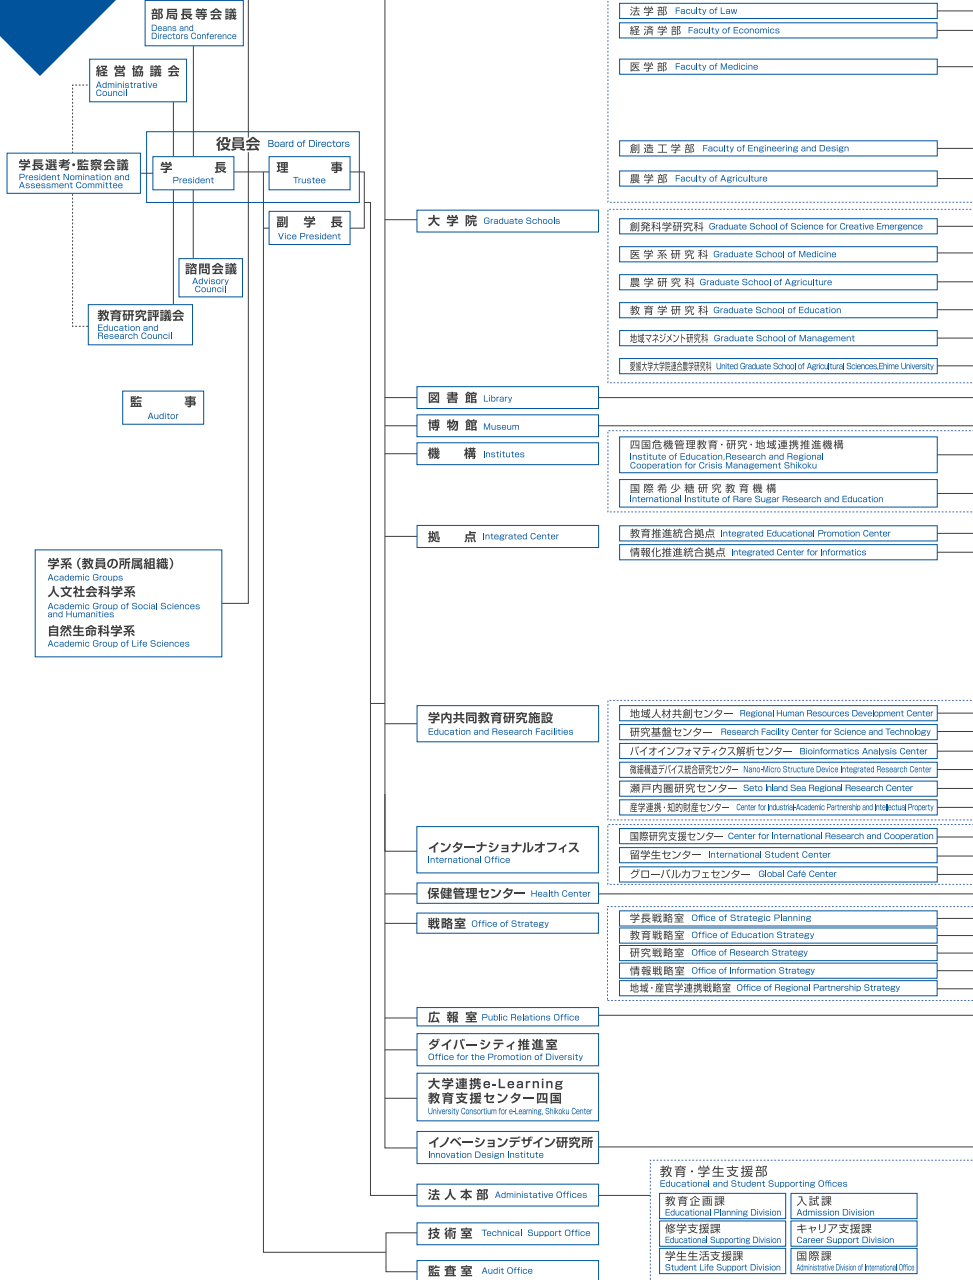 部局長等会議
Deans and
Directors Conference
経営協議会
Administrative
Council
役員会 Board of Directors
学長選考・監察会議
President Nomination and
Assessment Committee
学長
President
理事
Trustee
副学長
Vice President
諮問会議
Advisory
Council
教育研究評議会
Education and
Research Council
監事
Auditor
学系（教員の所属組織）
Academic Groups
人文社会科学系
Academic Group of Social Sciences
and Humanities
自然生命科学系
Academic Group of Life Sciences
法学部 Faculty of Law
経済学部 Faculty of Economics
医学部 Faculty of Medicine
創造工学部 Faculty of Engineering and Design
農学部 Faculty of Agriculture
大学院 Graduate Schools
創発科学研究科 Graduate School of Science for Creative Emergence
医学系研究科 Graduate School of Medicine
農学研究科 Graduate School of Agriculture
教育学研究科 Graduate School of Education
地域マネジメント研究科 Graduate School of Management
愛媛大学大学院連合農学研究科 United Graduate School of Agricultural Sciences,Ehime University
図書館 Library
博物館 Museum
機構 Institutes
四国危機管理教育・研究・地域連携推進機構
Institute of Education,Research and Regional
Cooperation for Crisis Management Shikoku
国際希少糖研究教育機構
International Institute of Rare Sugar Research and Education
拠点 Integrated Center
教育推進統合拠点 Integrated Educational Promotion Center
情報化推進統合拠点 Integrated Center for Informatics
学内共同教育研究施設
Education and Research Facilities
地域人材共創センター Regional Human Resources Development Center
研究基盤センター Research Facility Center for Science and Technology
バイオインフォマティクス解析センター Bioinformatics Analysis Center
微細構造デバイス統合研究センター Nano-Micro Structure Device Integrated Research Center
瀬戸内圏研究センター Seto Inland Sea Regional Research Center
産学連携・知的財産センター Center for Industrial-Academic Partnership and Intellectual Property
インターナショナルオフィス
International Office
国際研究支援センター Center for International Research and Cooperation
留学生センター International Student Center
グローバルカフェセンター Global Café Center
保健管理センター Health Center
戦略室 Office of Strategy
学長戦略室 Office of Strategic Planning
教育戦略室 Office of Education Strategy
研究戦略室 Office of Research Strategy
情報戦略室 Office of Information Strategy
地域・産官学連携戦略室 Office of Regional Partnership Strategy
広報室 Public Relations Office
ダイバーシティ推進室
Office for the Promotion of Diversity
大学連携e-Learning
教育支援センター四国
University Consortium for e-Learning, Shikoku Center
イノベーションデザイン研究所
Innovation Design Institute
法人本部 Administative Offices
教育・学生支援部
Educational and Student Supporting Offices
教育企画課
Educational Planning Division
入試課
Admission Division
修学支援課
Educational Supporting Division
キャリア支援課
Career Support Division
学生生活支援課
Student Life Support Division
国際課
Administrative Division of International Office
技術室 Technical Support Office
監査室 Audit Office